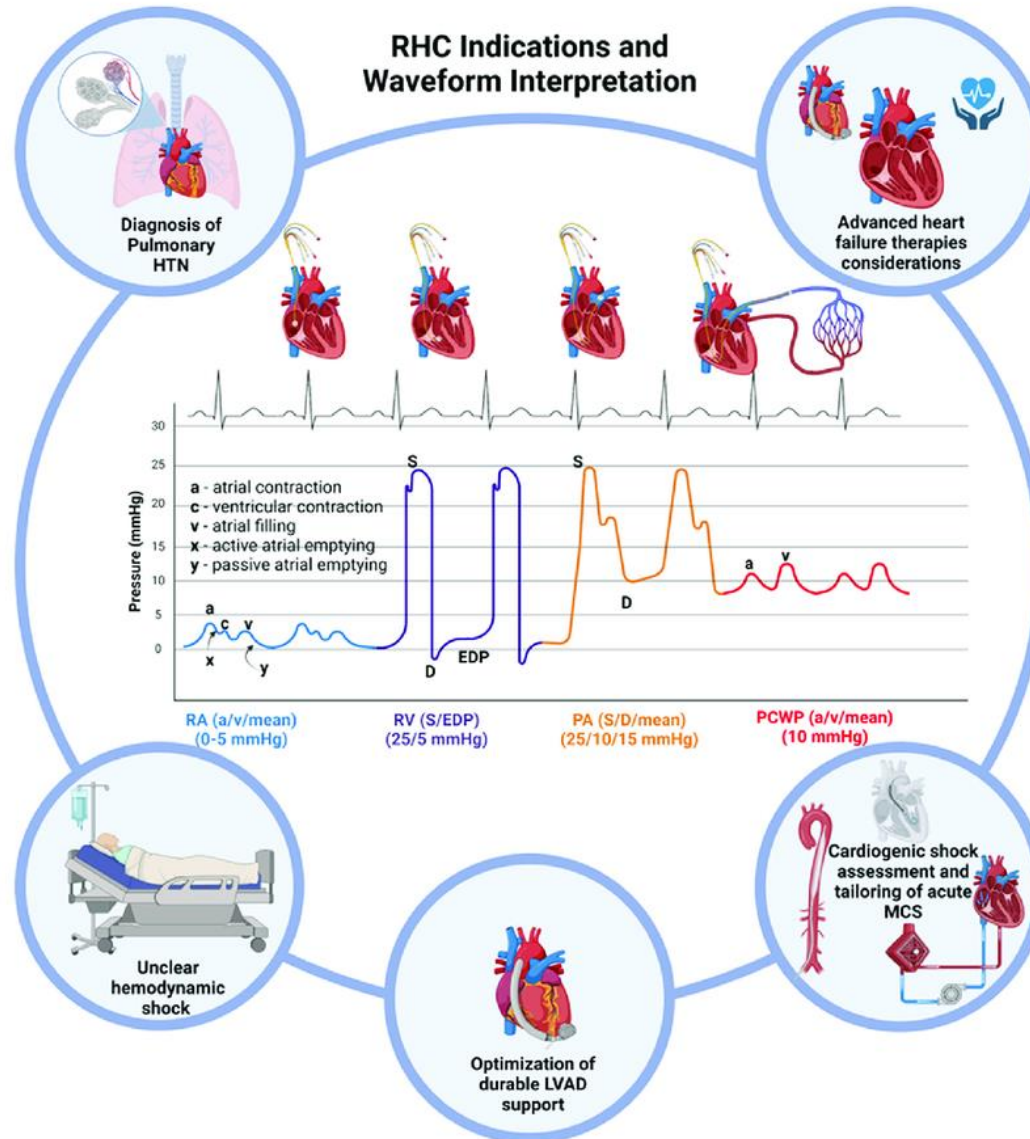 RHC Indications and
Waveform Interpretation
Diagnosis of
Pulmonary
HTN
Advanced heart
failure therapies
considerations
Pressure (mmHg)
30
25
20
15
10
5
0
a - atrial contraction
c - ventricular contraction
v - atrial filling
x - active atrial emptying
y - passive atrial emptying
a
c
v
x
y
S
D
EDP
S
D
a
v
RA (a/v/mean)
(0-5 mmHg)
RV (S/EDP)
(25/5 mmHg)
PA (S/D/mean)
(25/10/15 mmHg)
PCWP (a/v/mean)
(10 mmHg)
Unclear
hemodynamic
shock
Optimization of
durable LVAD
support
Cardiogenic shock
assessment and
tailoring of acute
MCS